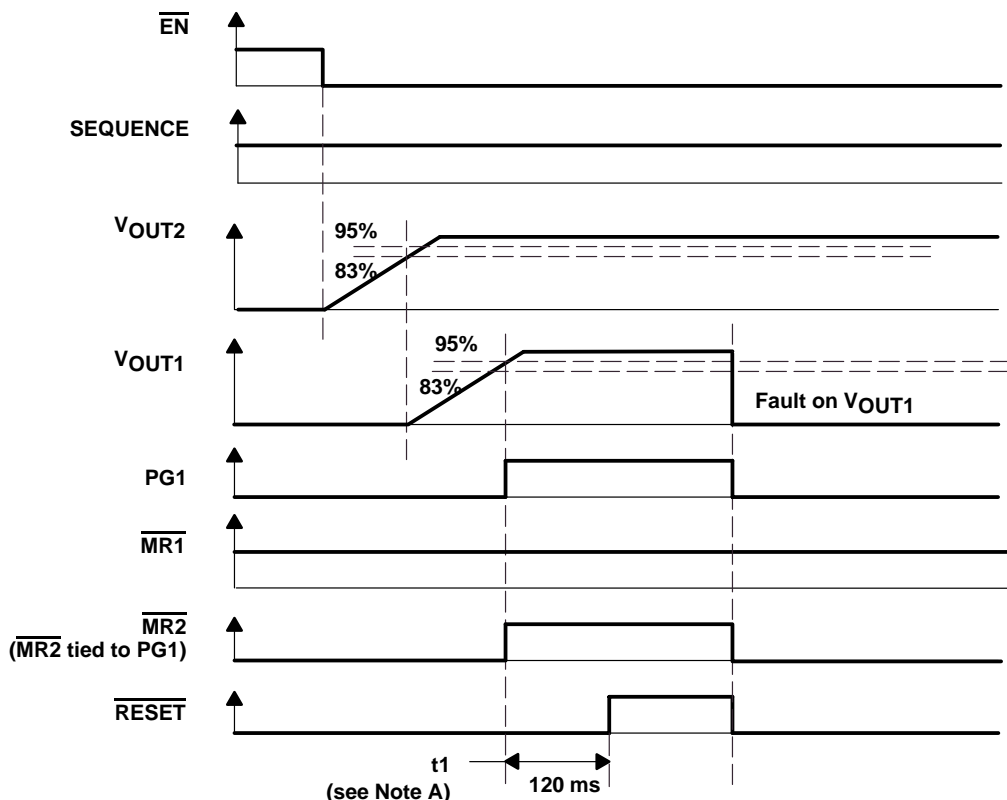 EN
SEQUENCE
VOUT2
95%
83%
VOUT1
95%
83%
Fault on VOUT1
PG1
MR1
MR2
(MR2 tied to PG1)
RESET
t1
(see Note A)
120 ms